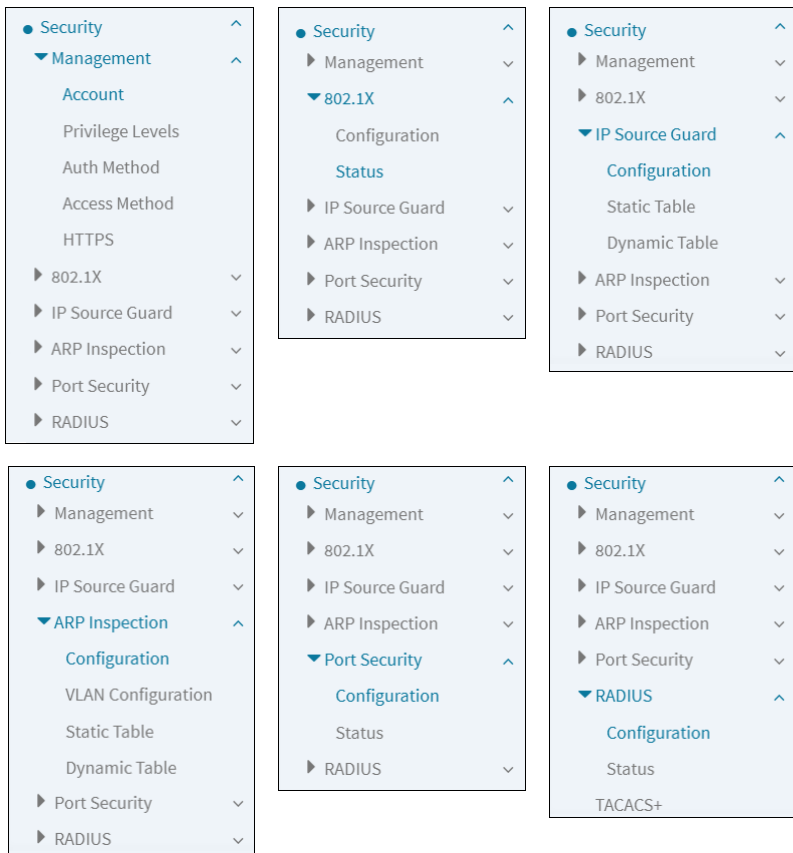 Security
Management
Account
Privilege Levels
Auth Method
Access Method
HTTPS
802.1X
IP Source Guard
ARP Inspection
Port Security
RADIUS
Security
Management
802.1X
Configuration
Status
IP Source Guard
ARP Inspection
Port Security
RADIUS
Security
Management
802.1X
IP Source Guard
Configuration
Static Table
Dynamic Table
ARP Inspection
Port Security
RADIUS
Security
Management
802.1X
IP Source Guard
ARP Inspection
Configuration
VLAN Configuration
Static Table
Dynamic Table
Port Security
RADIUS
Security
Management
802.1X
IP Source Guard
ARP Inspection
Port Security
Configuration
Status
RADIUS
Security
Management
802.1X
IP Source Guard
ARP Inspection
Port Security
RADIUS
Configuration
Status
TACACS+